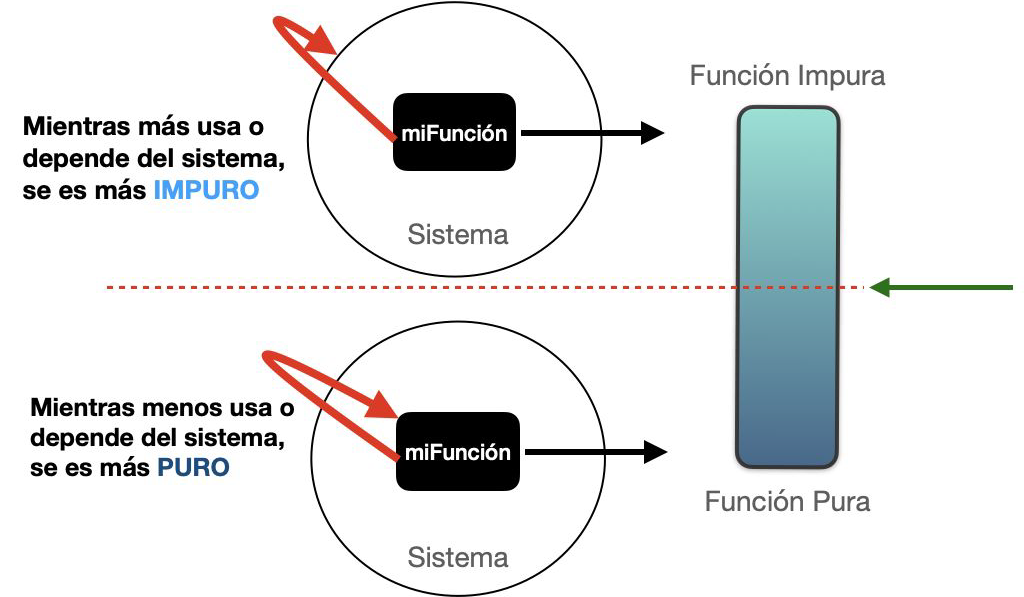 Función Impura
miFunción
Mientras más usa o
depende del sistema,
se es más IMPURO
Sistema
Mientras menos usa o
depende del sistema,
se es más PURO
miFunción
Función Pura
Sistema